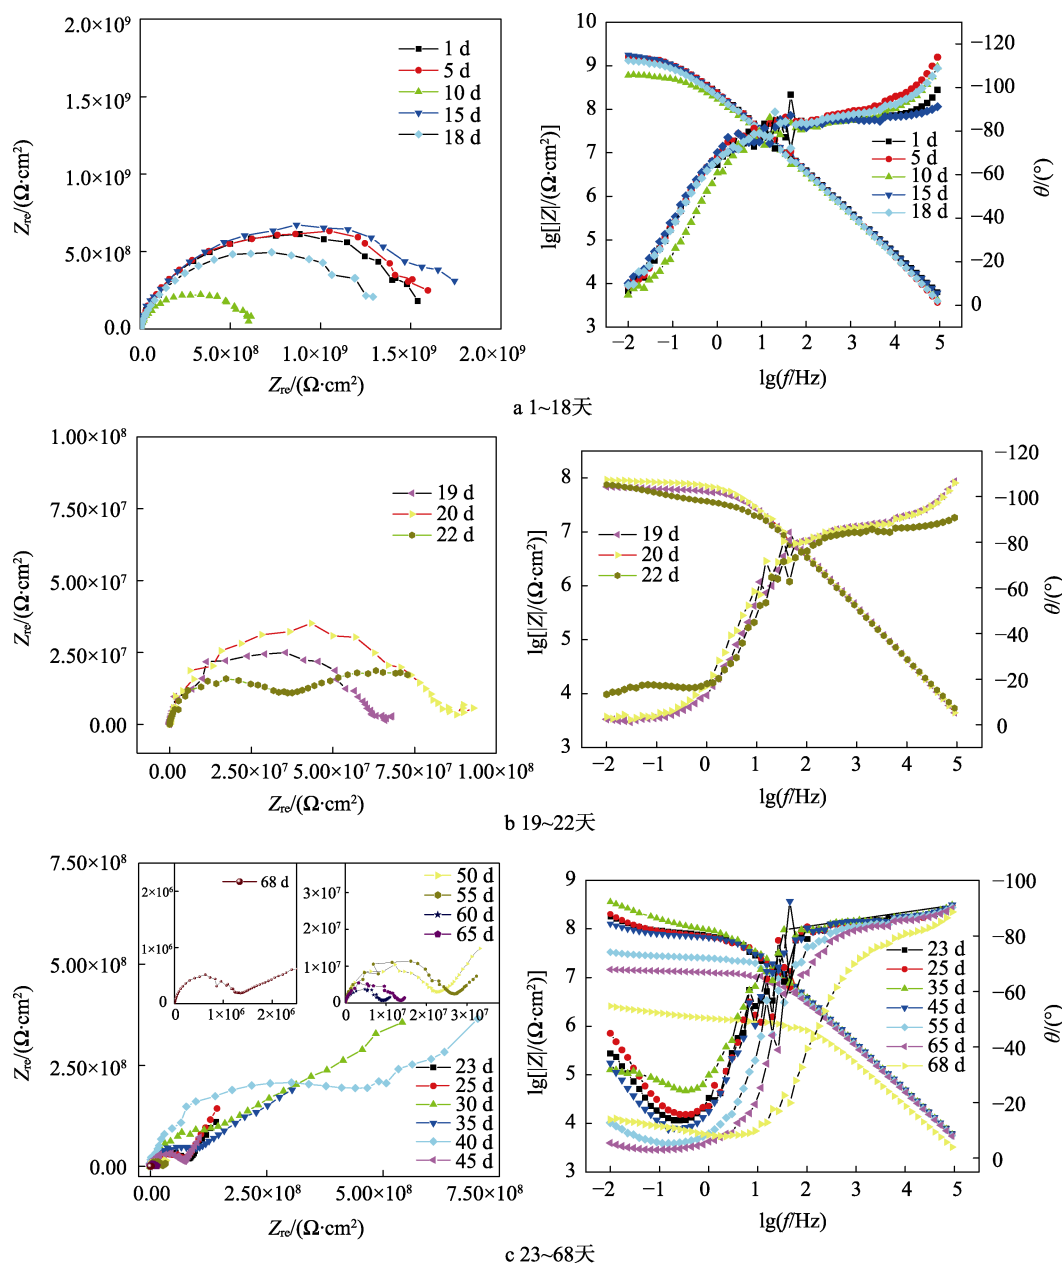 2.0×10⁹
1.5×10⁹
1.0×10⁹
5.0×10⁸
0.0
Zre/(Ω·cm²)
1 d
5 d
10 d
15 d
18 d
0.0
5.0×10⁸
1.0×10⁹
1.5×10⁹
2.0×10⁹
Zre/(Ω·cm²)
10
9
8
7
6
5
4
3
lg[|Z|/(Ω·cm²)]
1 d
5 d
10 d
15 d
18 d
−120
−100
−80
−60
−40
−20
0
θ/(°)
−2
−1
0
1
2
3
4
5
lg(f/Hz)
a 1~18天
1.00×10⁸
7.50×10⁷
5.00×10⁷
2.50×10⁷
0.00
Zre/(Ω·cm²)
19 d
20 d
22 d
0.00
2.50×10⁷
5.00×10⁷
7.50×10⁷
1.00×10⁸
Zre/(Ω·cm²)
8
7
6
5
4
3
lg[|Z|/(Ω·cm²)]
19 d
20 d
22 d
−120
−100
−80
−60
−40
−20
0
θ/(°)
−2
−1
0
1
2
3
4
5
lg(f/Hz)
b 19~22天
7.50×10⁸
5.00×10⁸
2.50×10⁸
0.00
Zre/(Ω·cm²)
2×10⁶
1×10⁶
0
68 d
0
1×10⁶
2×10⁶
3×10⁷
2×10⁷
1×10⁷
0
0
1×10⁷
2×10⁷
3×10⁷
50 d
55 d
60 d
65 d
23 d
25 d
30 d
35 d
40 d
45 d
0.00
2.50×10⁸
5.00×10⁸
7.50×10⁸
Zre/(Ω·cm²)
9
8
7
6
5
4
3
lg[|Z|/(Ω·cm²)]
23 d
25 d
35 d
45 d
55 d
65 d
68 d
−100
−80
−60
−40
−20
0
θ/(°)
−2
−1
0
1
2
3
4
5
lg(f/Hz)
c 23~68天